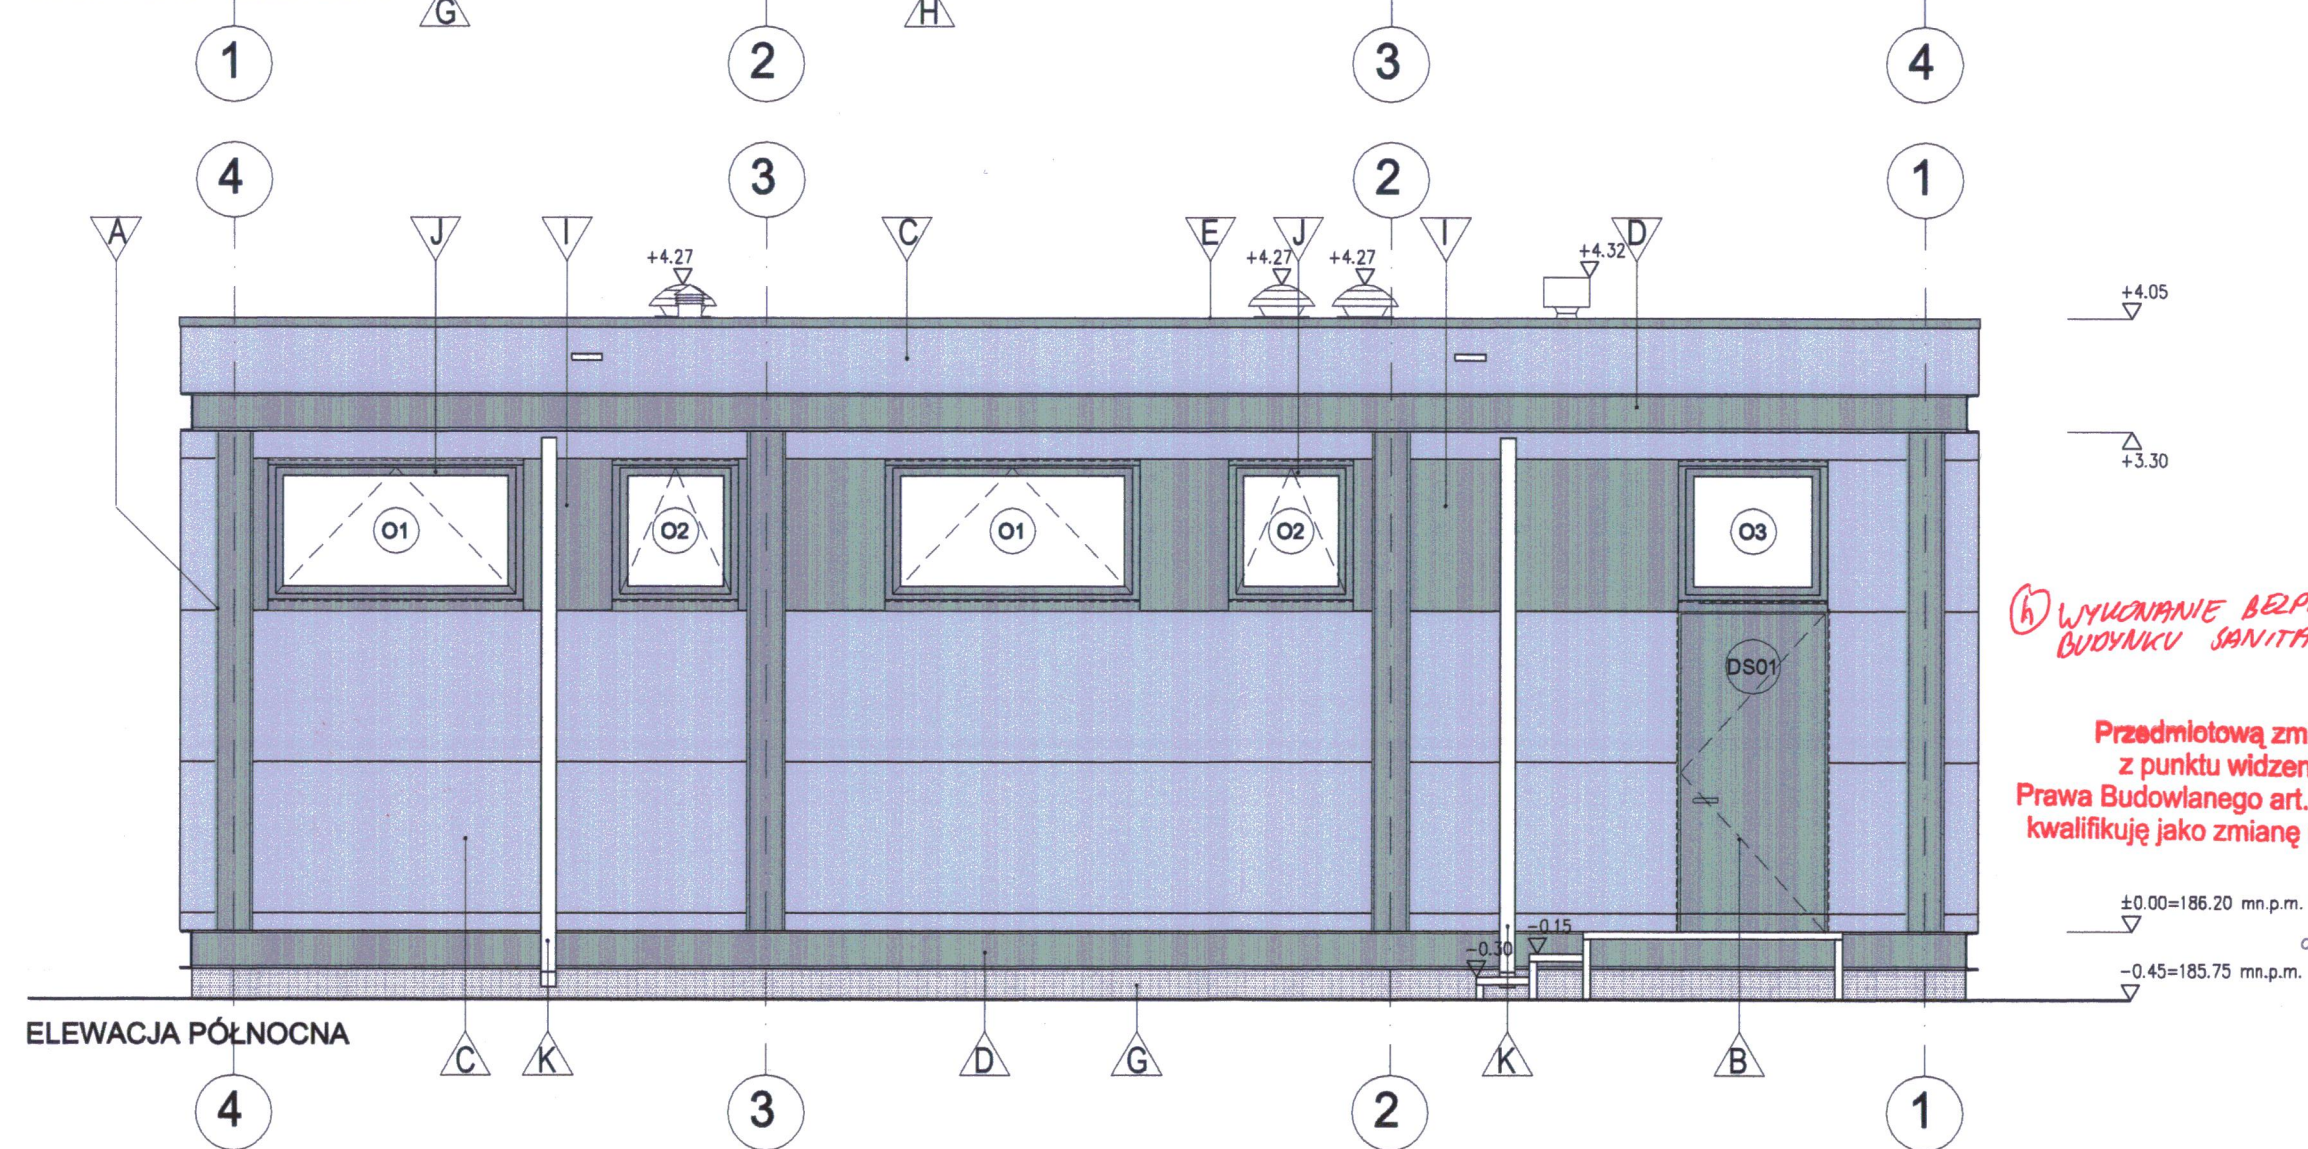 G H
1 2 3 4
4 3 2 1
A J I C E J I D
+4.27 +4.27 +4.27 +4.32
+4.05
+3.30
O1 O2 O1 O2 O3
DS01
WYKONANIE
BUDYNKU
Przedmiotową
z punktu
Prawa Budowlanego art.
kwalifikuję jako zmianę
±0.00=186.20 mn.p.m.
-0.15
-0.30
-0.45=185.75 mn.p.m.
ELEWACJA PÓŁNOCNA
C K D G K B
4 3 2 1